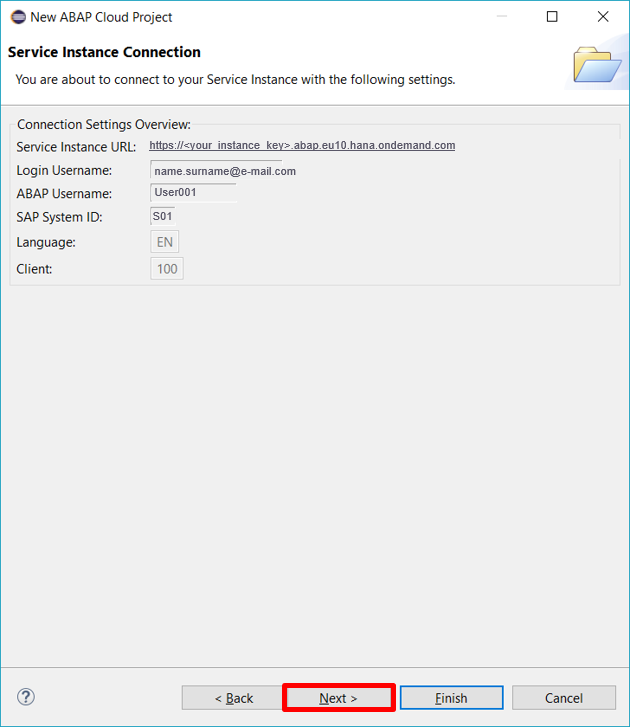 New ABAP Cloud Project
Service Instance Connection
You are about to connect to your Service Instance with the following settings.
Connection Settings Overview:
Service Instance URL: https://<your_instance_key>.abap.eu10.hana.ondemand.com
Login Username: name.surname@e-mail.com
ABAP Username: User001
SAP System ID: S01
Language: EN
Client: 100
? < Back Next > Finish Cancel